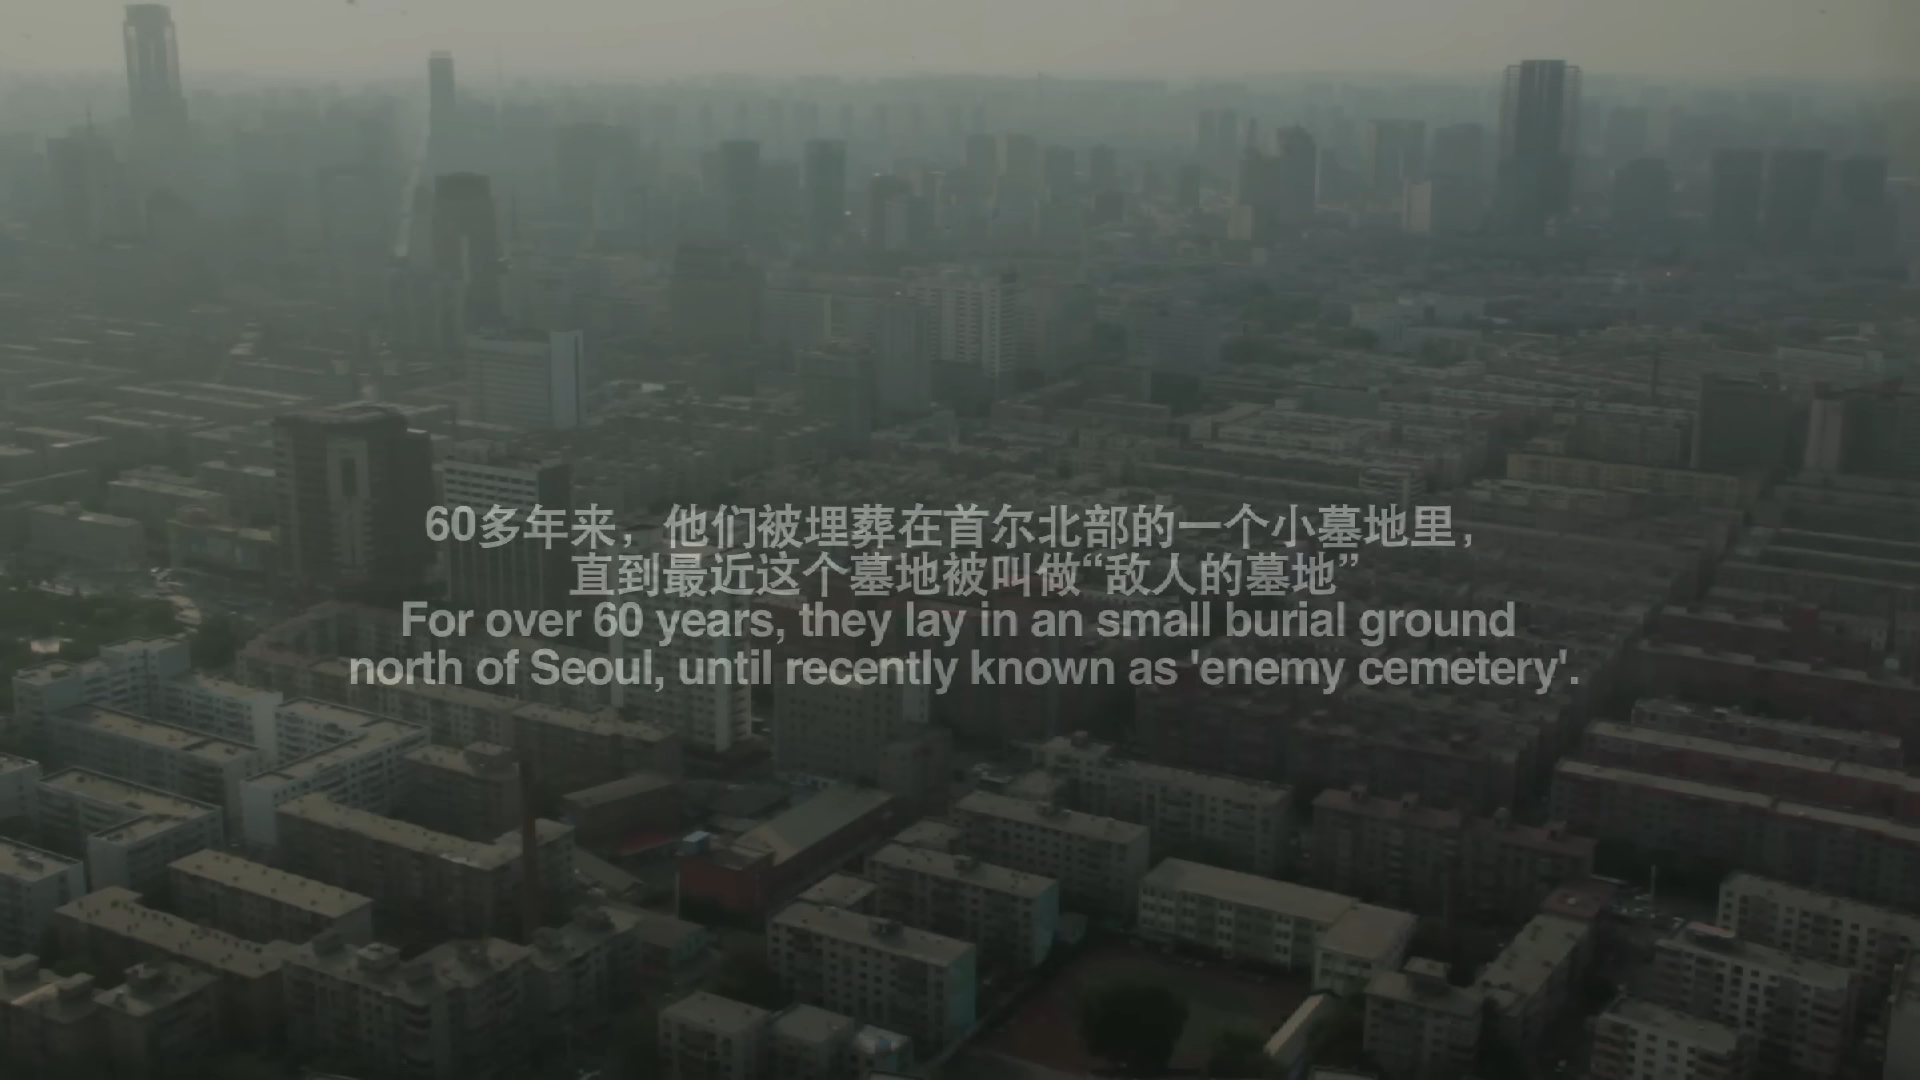 60多年来，他们被埋葬在首尔北部的一个小墓地里，
直到最近这个墓地被叫做“敌人的墓地”
For over 60 years, they lay in an small burial ground
north of Seoul, until recently known as 'enemy cemetery'.